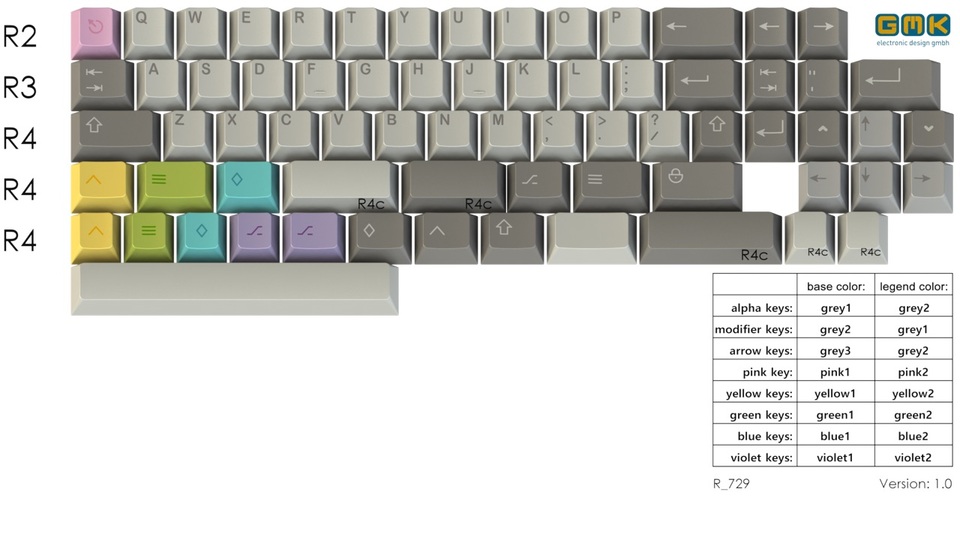 R2 Q W E R T Y U I O P
GMK
electronic design gmbh
R3 A S D F G H J K L : ; " '
R4 Z X C V B N M < , > . ? /
R4 R4c R4c
R4 R4c R4c R4c
base color: legend color:
alpha keys: grey1 grey2
modifier keys: grey2 grey1
arrow keys: grey3 grey2
pink key: pink1 pink2
yellow keys: yellow1 yellow2
green keys: green1 green2
blue keys: blue1 blue2
violet keys: violet1 violet2
R_729 Version: 1.0